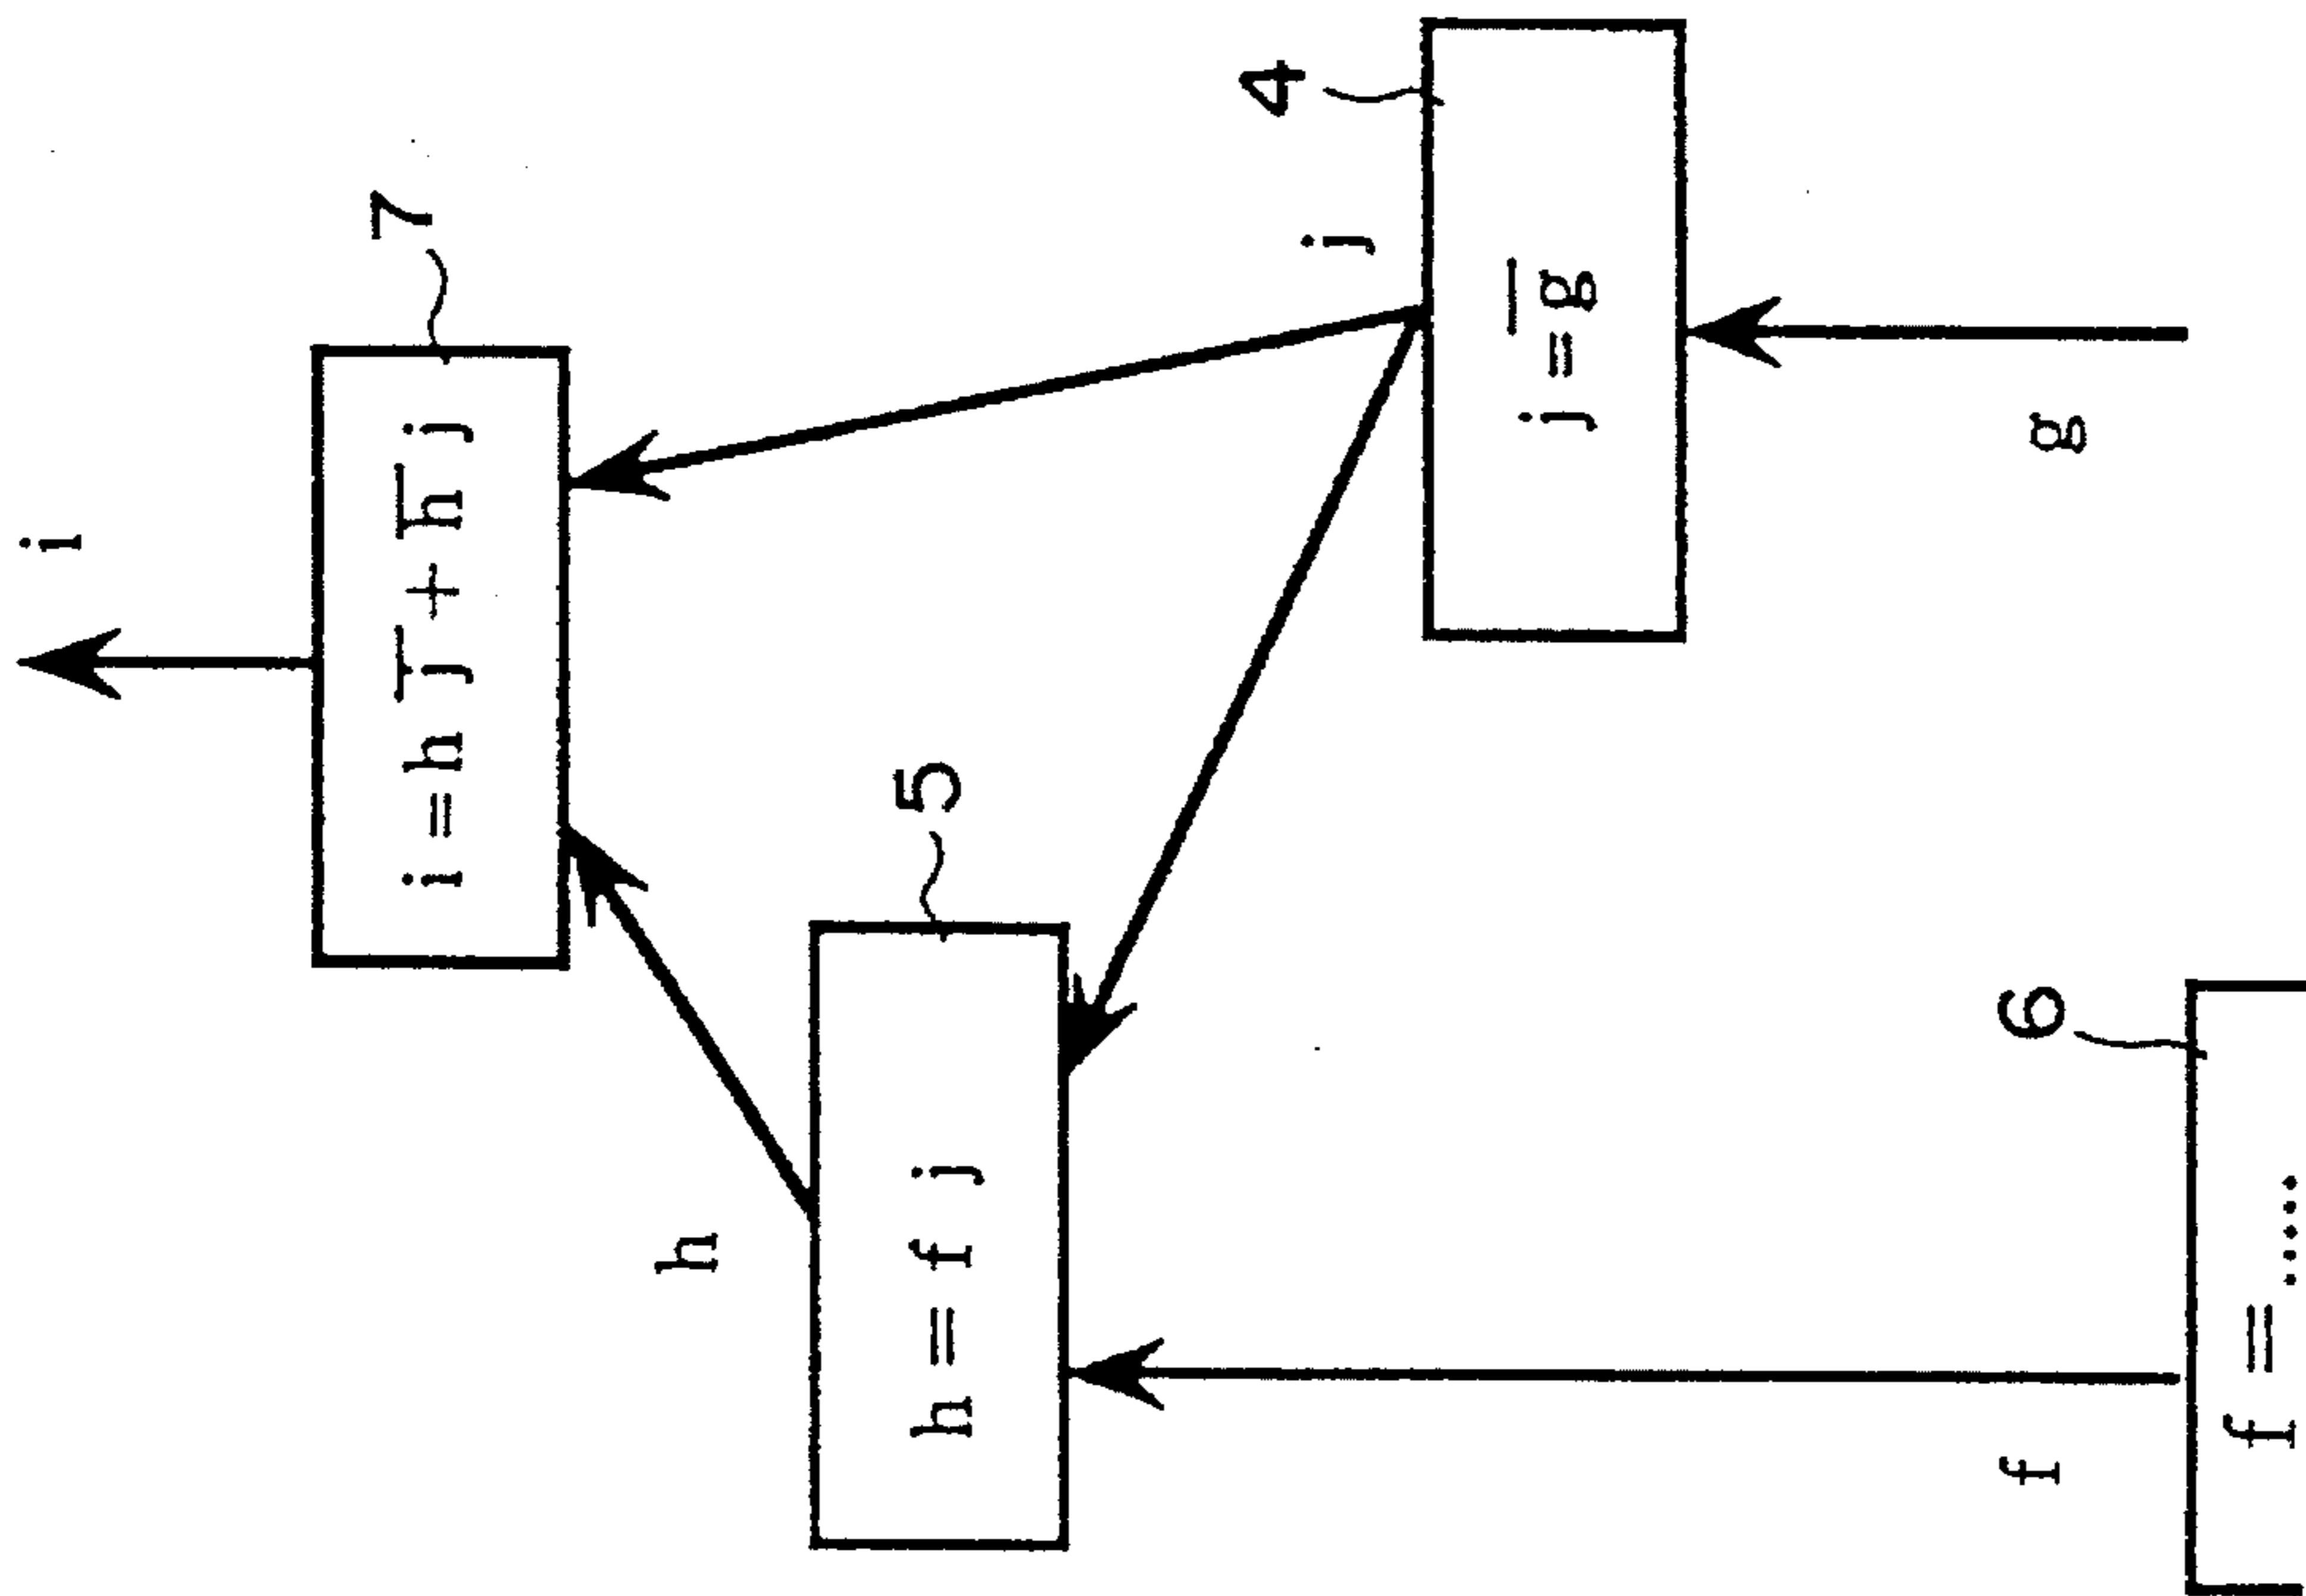 i
7
i = h j̅ + h̅ j
h
5
h = f j
4
j
j = g̅
f
6
g
f = .....